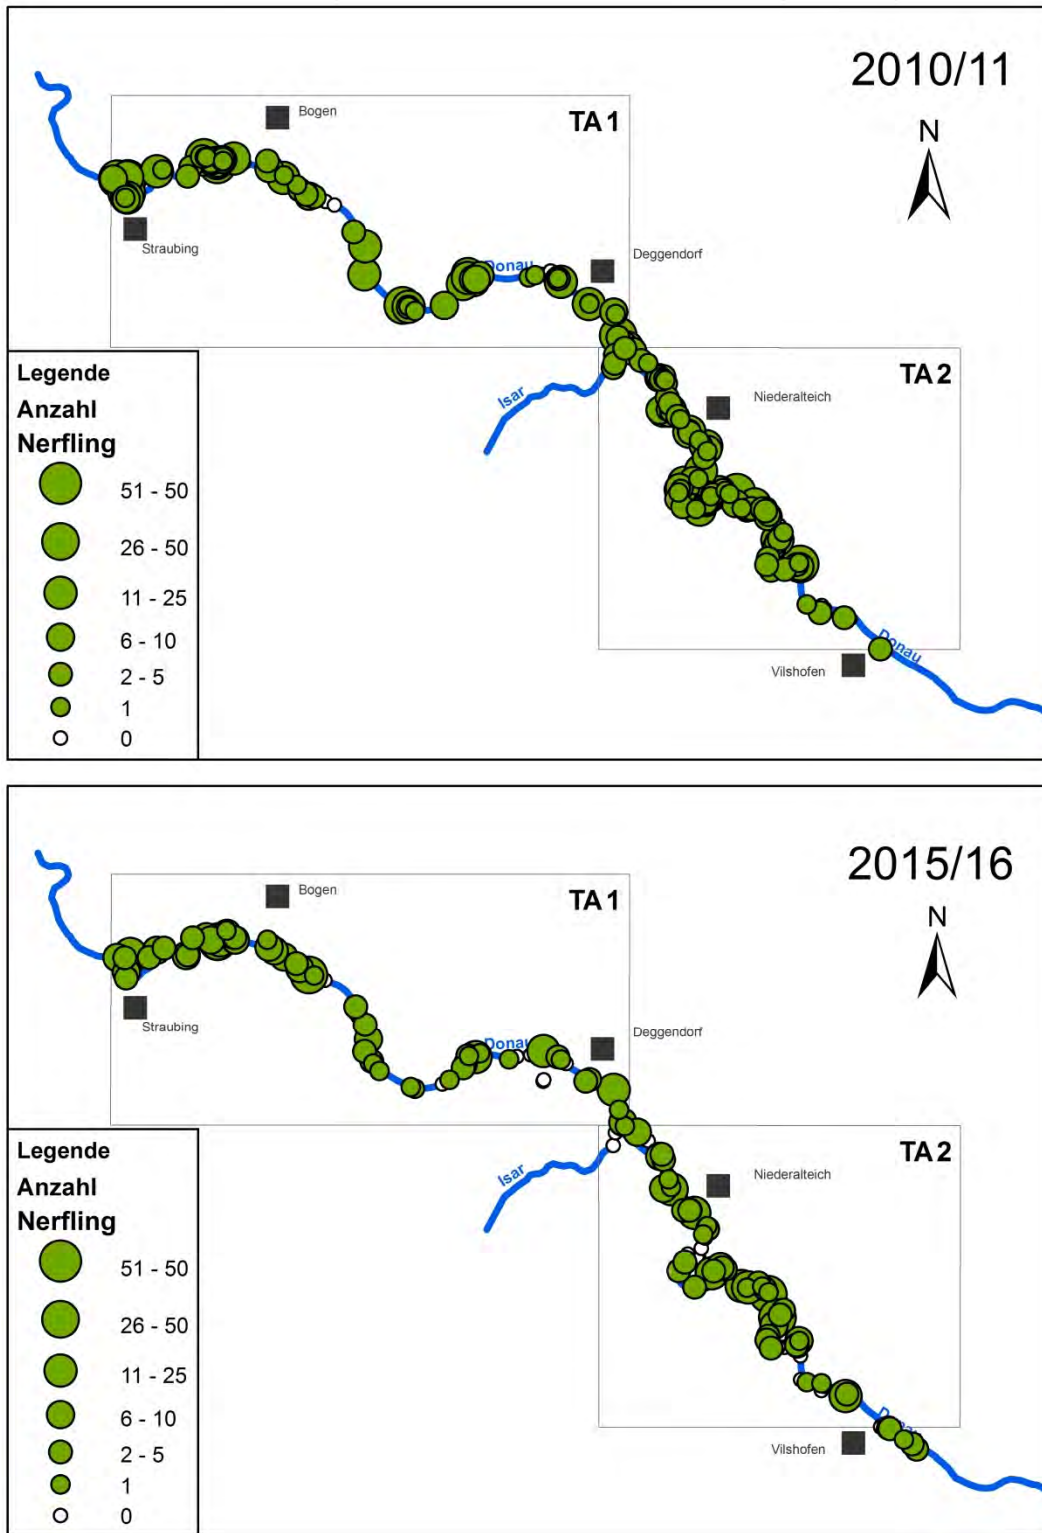 2010/11
N
Bogen
TA 1
Straubing
Donau
Deggendorf
TA 2
Isar
Niederalteich
Donau
Vilshofen
Legende
Anzahl
Nerfling
51 - 50
26 - 50
11 - 25
6 - 10
2 - 5
1
0
2015/16
N
Bogen
TA 1
Straubing
Donau
Deggendorf
TA 2
Isar
Niederalteich
Donau
Vilshofen
Legende
Anzahl
Nerfling
51 - 50
26 - 50
11 - 25
6 - 10
2 - 5
1
0